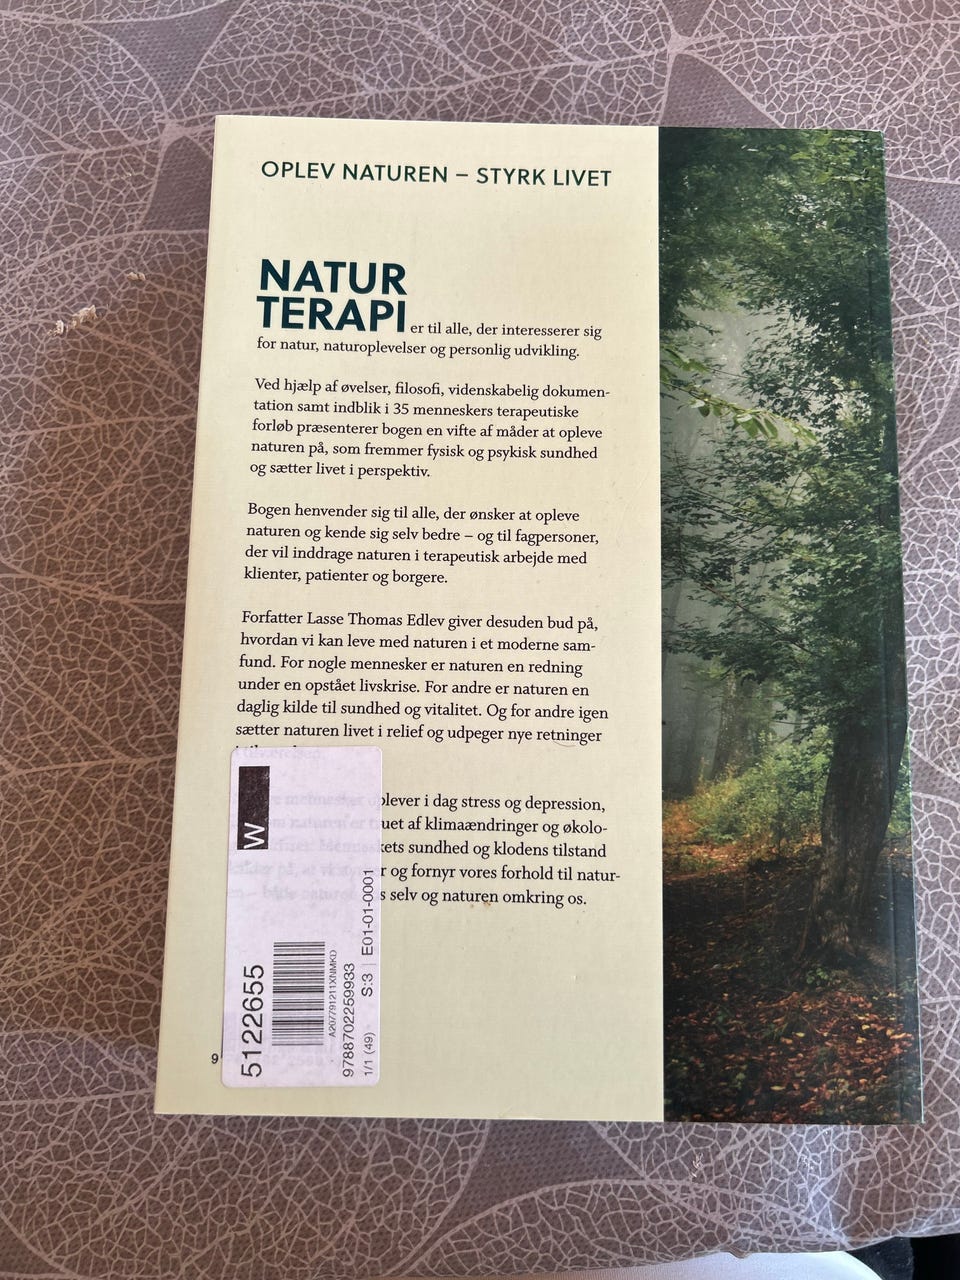 OPLEV NATUREN – STYRK LIVET
NATUR
TERAPI er til alle, der interesserer sig
for natur, naturoplevelser og personlig udvikling.
Ved hjælp af øvelser, filosofi, videnskabelig dokumen-
tation samt indblik i 35 menneskers terapeutiske
forløb præsenterer bogen en vifte af måder at opleve
naturen på, som fremmer fysisk og psykisk sundhed
og sætter livet i perspektiv.
Bogen henvender sig til alle, der ønsker at opleve
naturen og kende sig selv bedre – og til fagpersoner,
der vil inddrage naturen i terapeutisk arbejde med
klienter, patienter og borgere.
Forfatter Lasse Thomas Edlev giver desuden bud på,
hvordan vi kan leve med naturen i et moderne sam-
fund. For nogle mennesker er naturen en redning
under en opstået livskrise. For andre er naturen en
daglig kilde til sundhed og vitalitet. Og for andre igen
sætter naturen livet i relief og udpeger nye retninger
i tilværelsen.
mennesker oplever i dag stress og depression,
som naturen er truet af klimaændringer og økolo-
Menneskets sundhed og klodens tilstand
på, at vi og fornyr vores forhold til natur-
en – både naturen selv og naturen omkring os.
W
5122655
A207791211XNMKD
9788702259933
1/1 (49) S:3 | E01-01-0001
9